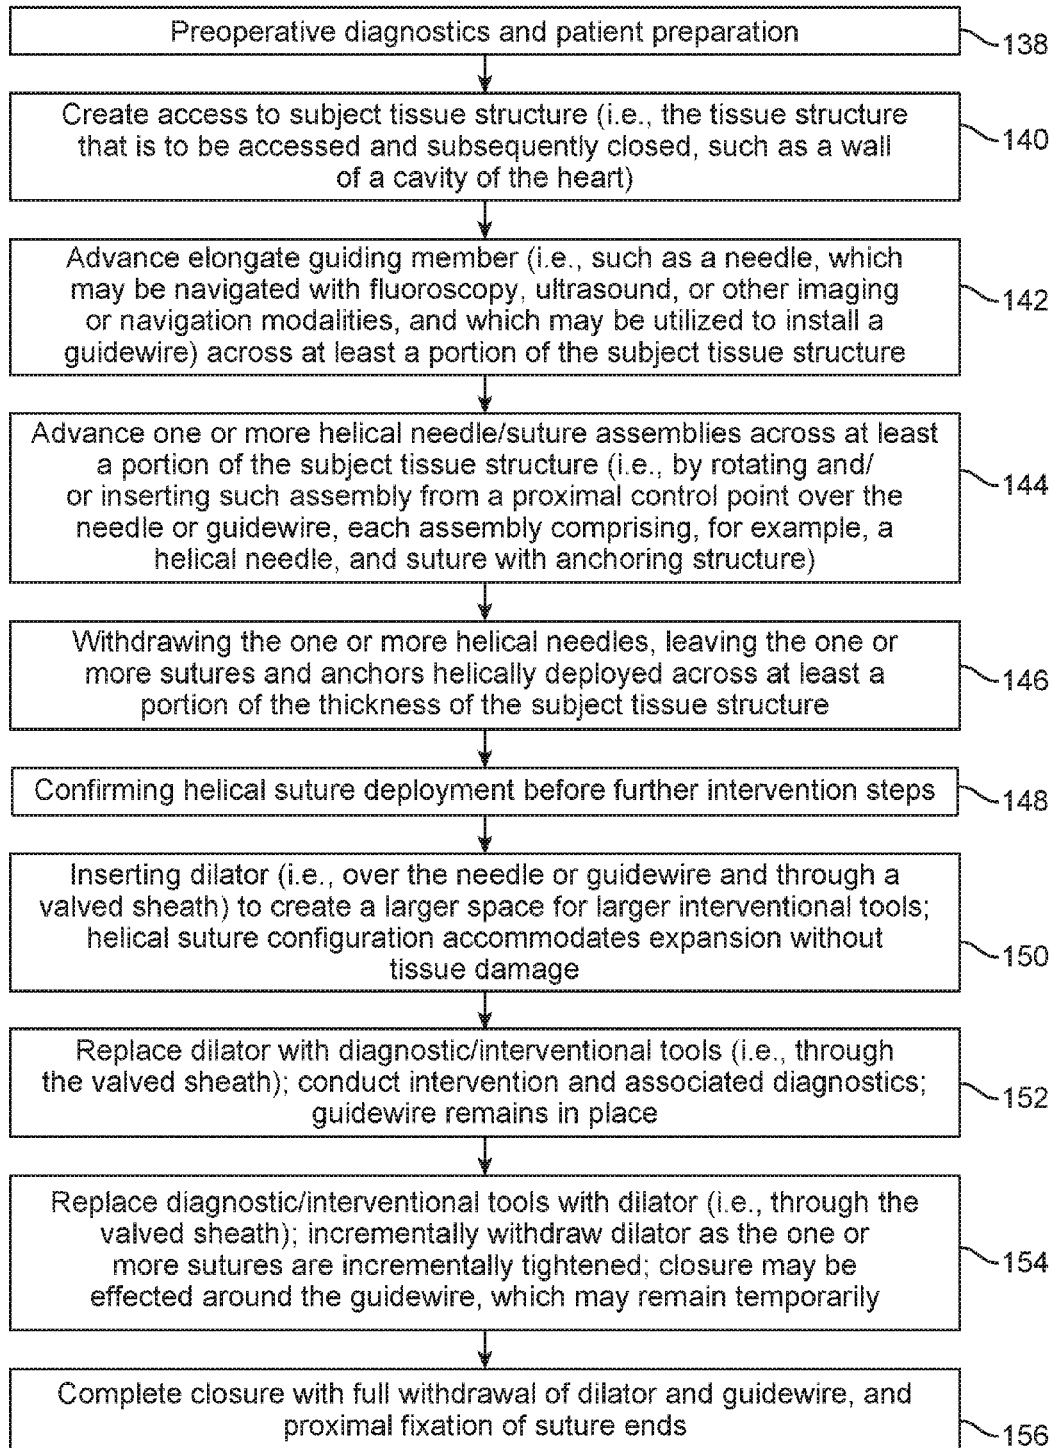 Preoperative diagnostics and patient preparation
138
Create access to subject tissue structure (i.e., the tissue structure
that is to be accessed and subsequently closed, such as a wall
of a cavity of the heart)
140
Advance elongate guiding member (i.e., such as a needle, which
may be navigated with fluoroscopy, ultrasound, or other imaging
or navigation modalities, and which may be utilized to install a
guidewire) across at least a portion of the subject tissue structure
142
Advance one or more helical needle/suture assemblies across at least
a portion of the subject tissue structure (i.e., by rotating and/
or inserting such assembly from a proximal control point over the
needle or guidewire, each assembly comprising, for example, a
helical needle, and suture with anchoring structure)
144
Withdrawing the one or more helical needles, leaving the one or
more sutures and anchors helically deployed across at least a
portion of the thickness of the subject tissue structure
146
Confirming helical suture deployment before further intervention steps
148
Inserting dilator (i.e., over the needle or guidewire and through a
valved sheath) to create a larger space for larger interventional tools;
helical suture configuration accommodates expansion without
tissue damage
150
Replace dilator with diagnostic/interventional tools (i.e., through
the valved sheath); conduct intervention and associated diagnostics;
guidewire remains in place
152
Replace diagnostic/interventional tools with dilator (i.e., through the
valved sheath); incrementally withdraw dilator as the one or
more sutures are incrementally tightened; closure may be
effected around the guidewire, which may remain temporarily
154
Complete closure with full withdrawal of dilator and guidewire, and
proximal fixation of suture ends
156